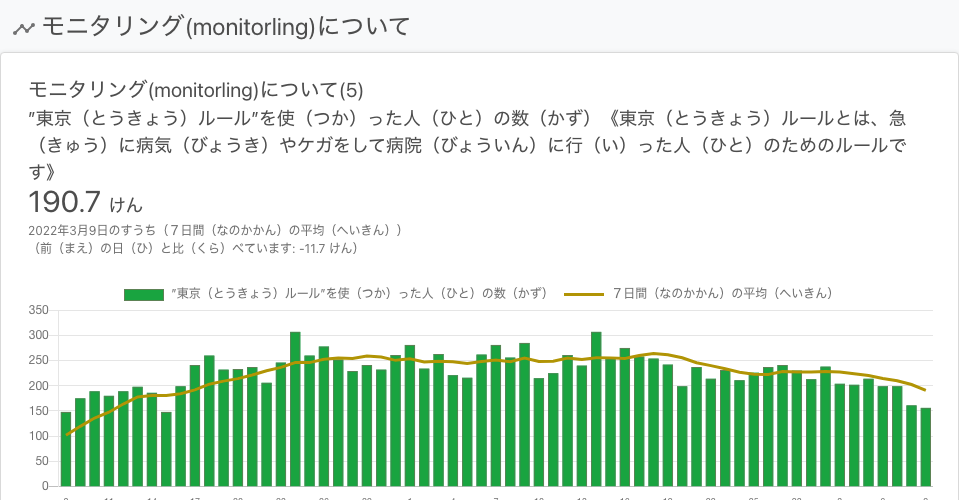 モニタリング(monitorling)について
モニタリング(monitorling)について(5)
”東京（とうきょう）ルール”を使（つか）った人（ひと）の数（かず）《東京（とうきょう）ルールとは、急
（きゅう）に病気（びょうき）やケガをして病院（びょういん）に行（い）った人（ひと）のためのルールで
す》
190.7 けん
2022年3月9日のすうち（７日間（なのかかん）の平均（へいきん））
（前（まえ）の日（ひ）と比（くら）べています: -11.7 けん）
”東京（とうきょう）ルール”を使（つか）った人（ひと）の数（かず） ７日間（なのかかん）の平均（へいきん）
350
300
250
200
150
100
50
0